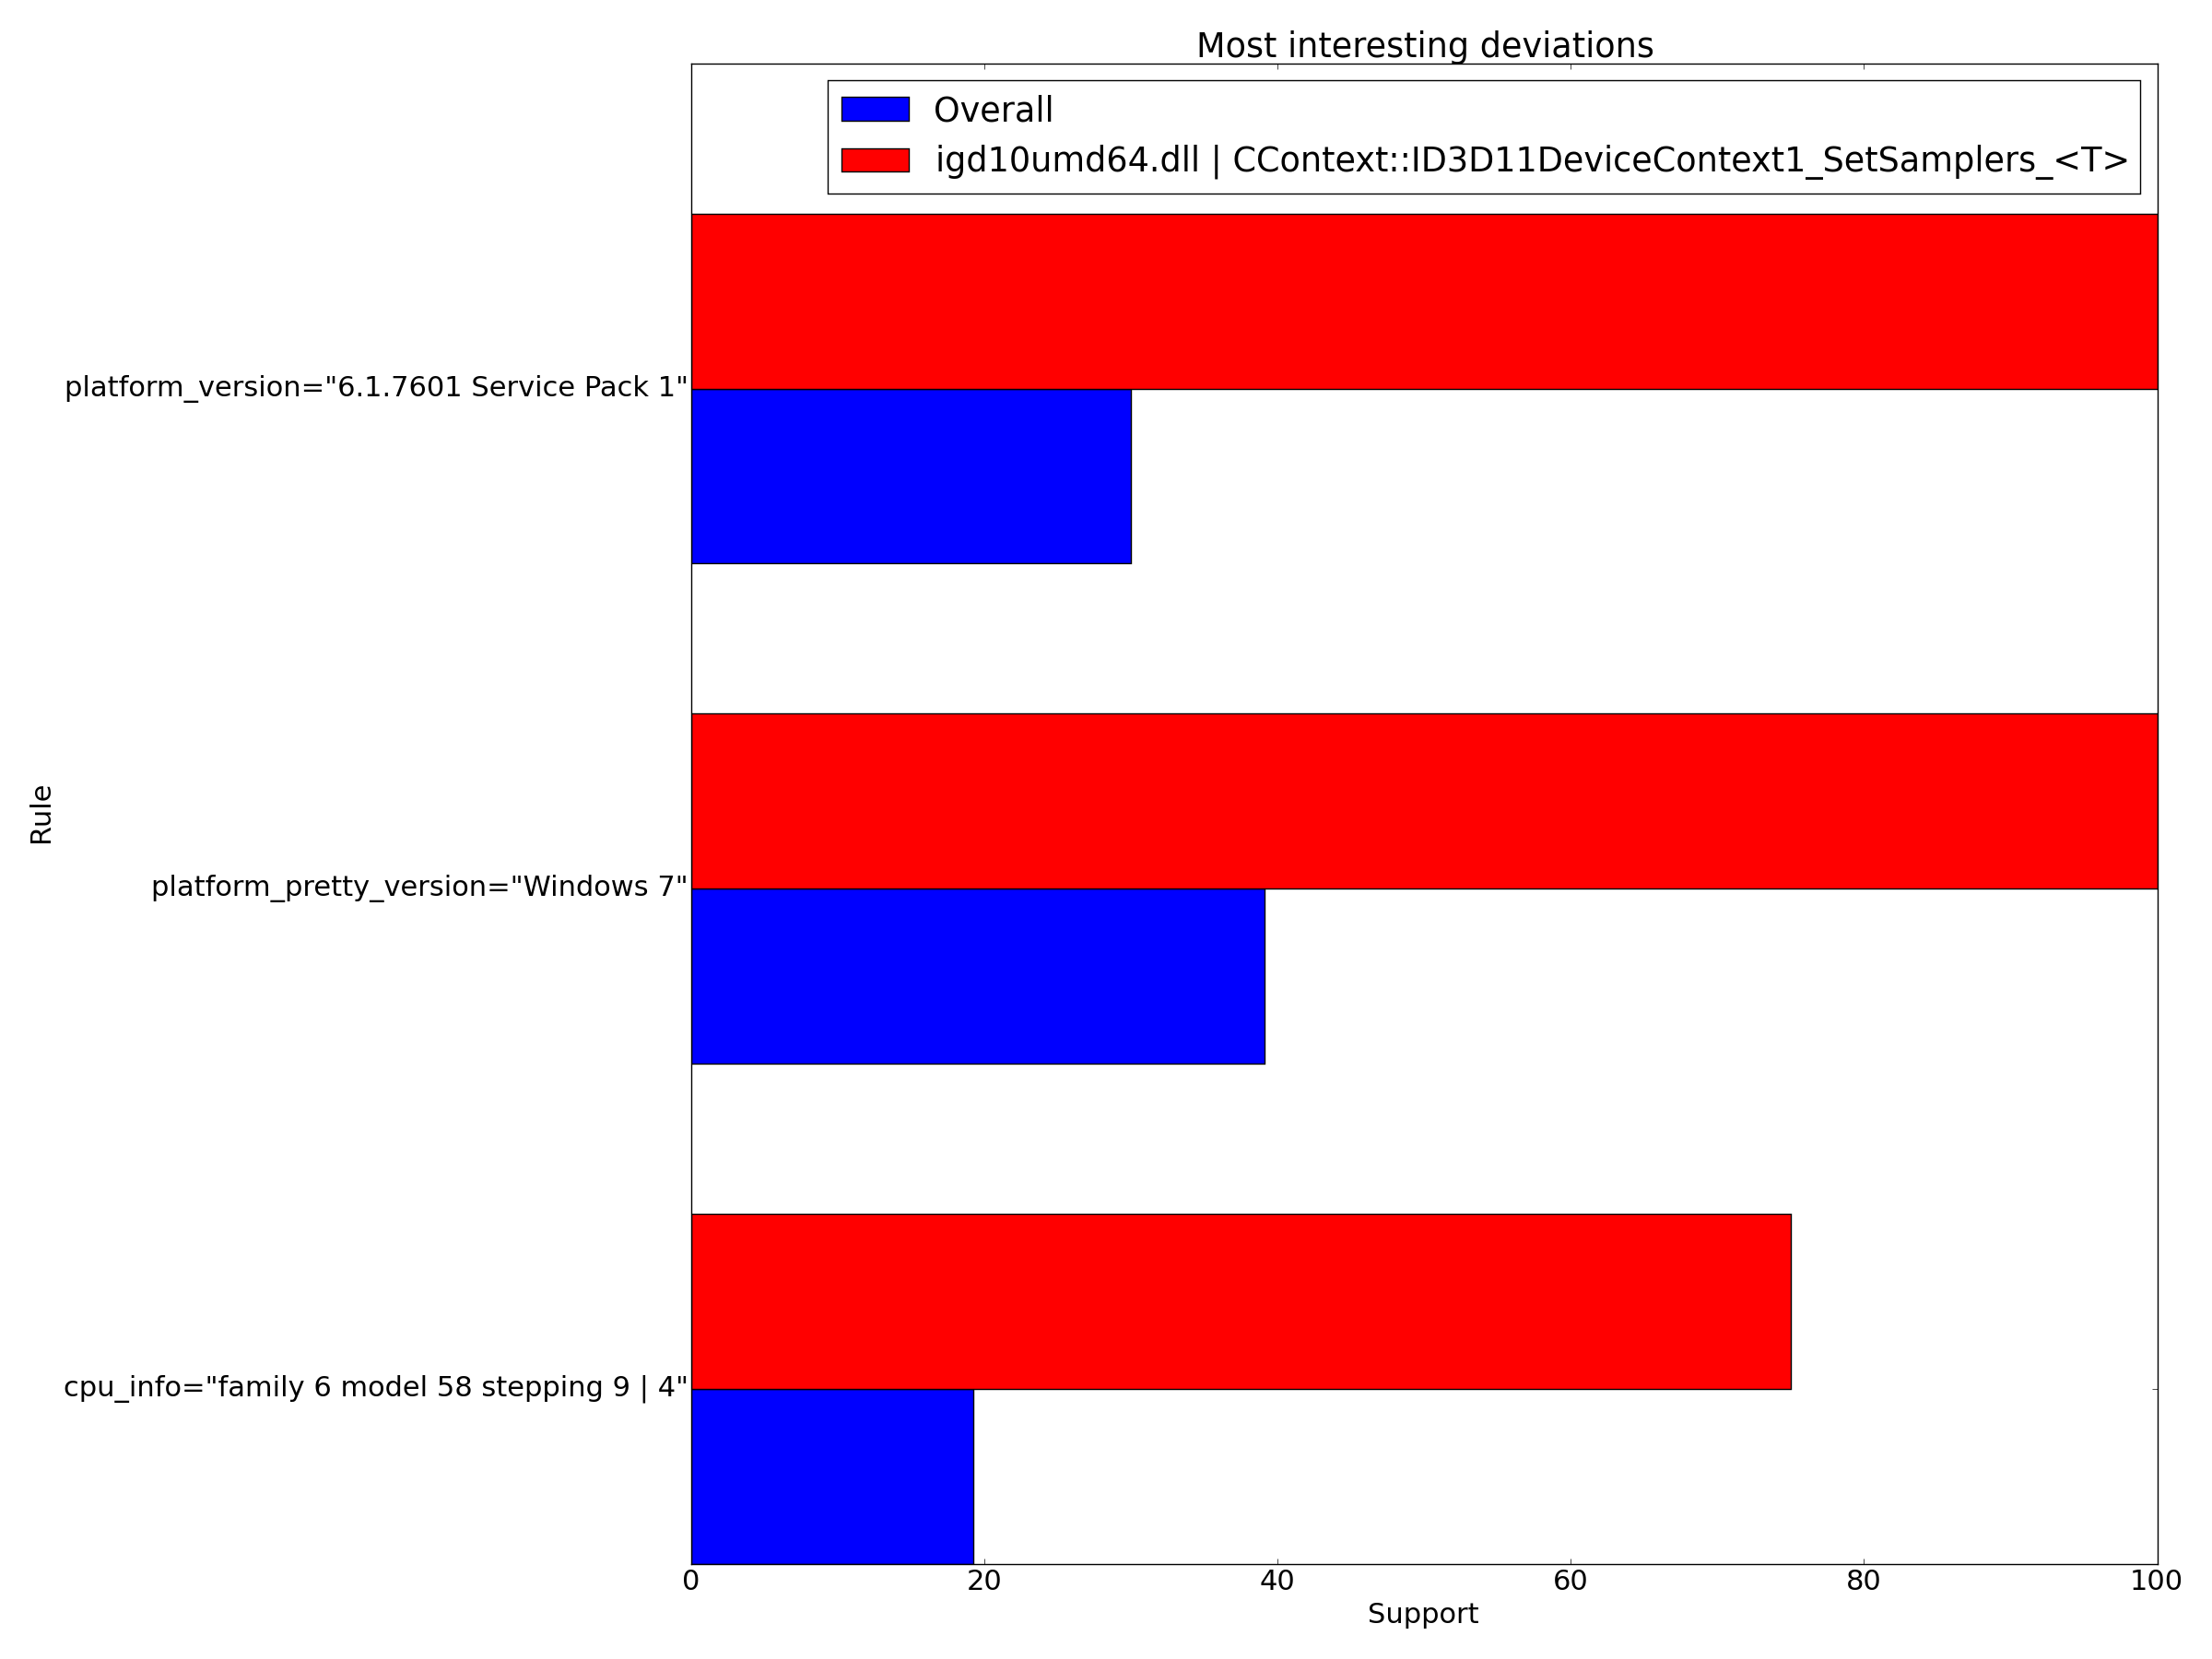 Most interesting deviations
Overall
igd10umd64.dll | CContext::ID3D11DeviceContext1_SetSamplers_<T>
platform_version="6.1.7601 Service Pack 1"
Rule
platform_pretty_version="Windows 7"
cpu_info="family 6 model 58 stepping 9 | 4"
0 20 40 60 80 100
Support